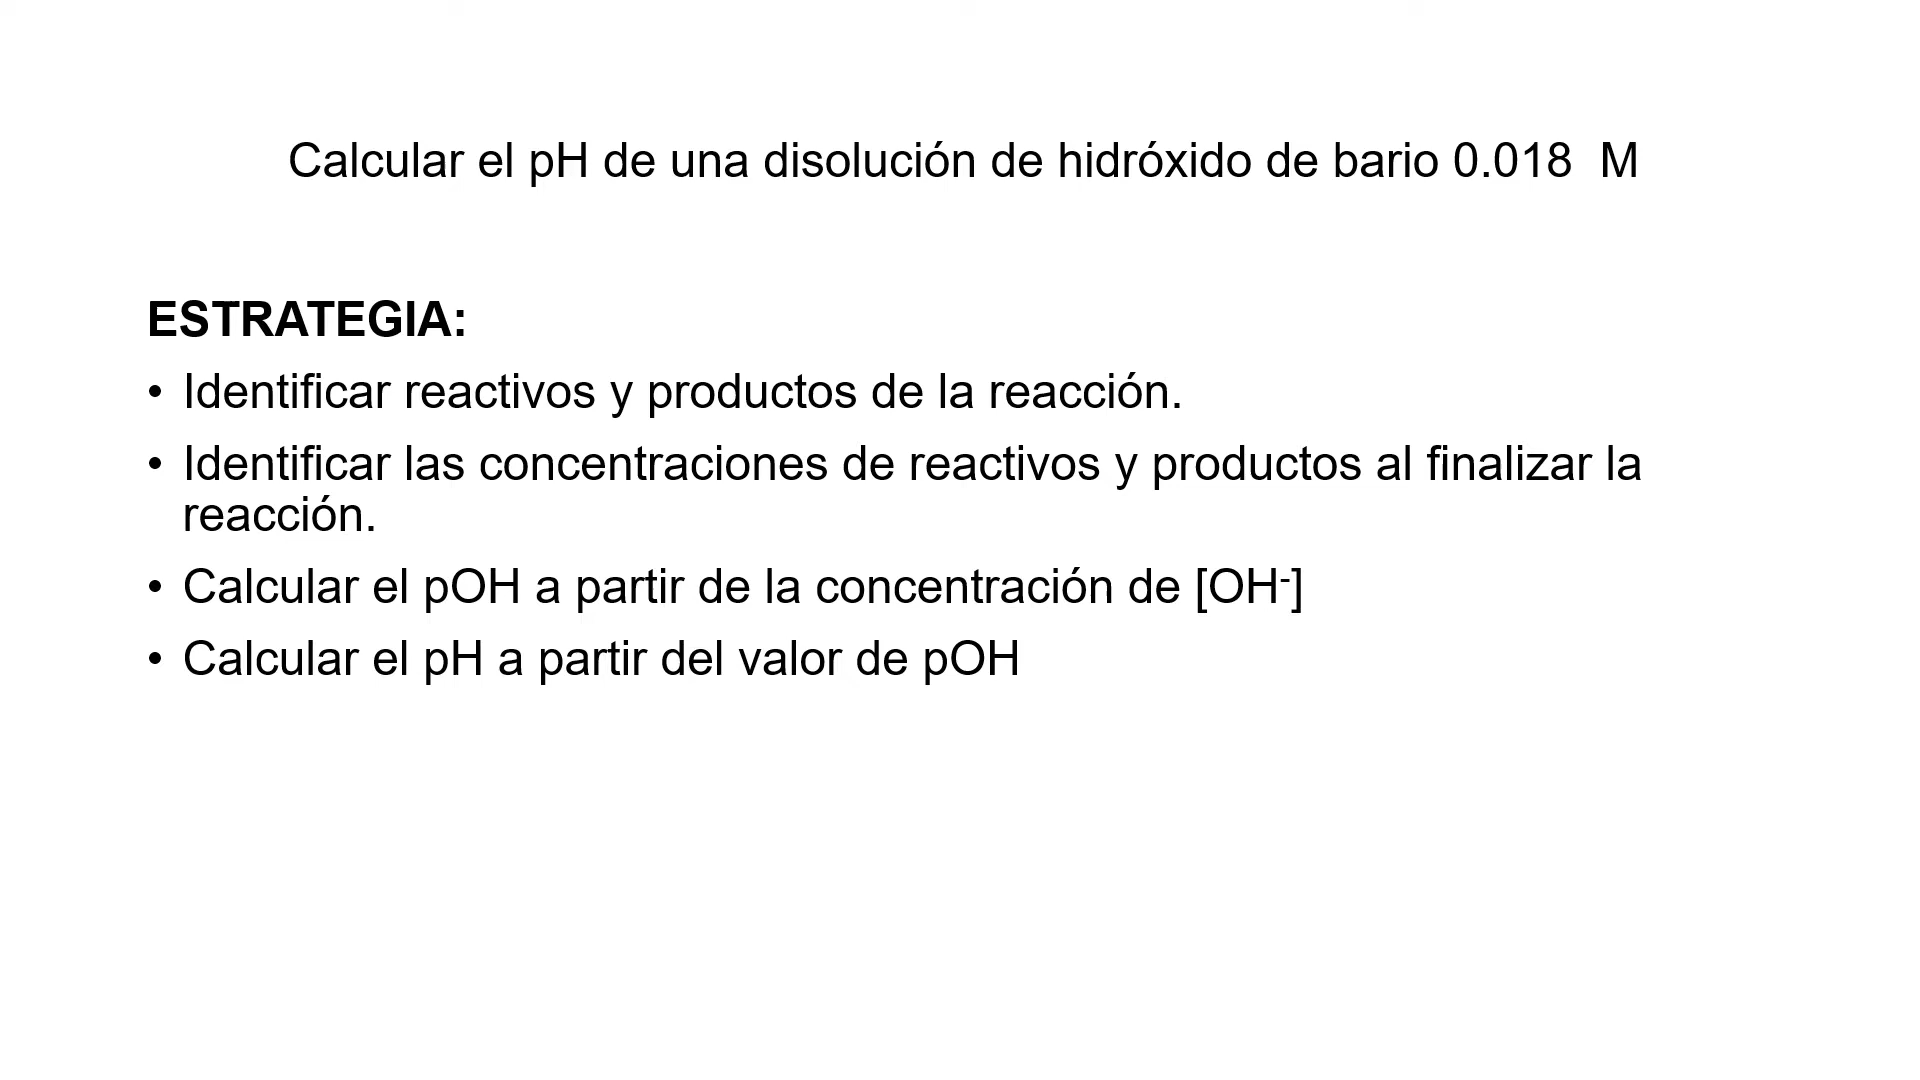 Calcular el pH de una disolución de hidróxido de bario 0.018  M
ESTRATEGIA:
• Identificar reactivos y productos de la reacción.
• Identificar las concentraciones de reactivos y productos al finalizar la
reacción.
• Calcular el pOH a partir de la concentración de [OH⁻]
• Calcular el pH a partir del valor de pOH